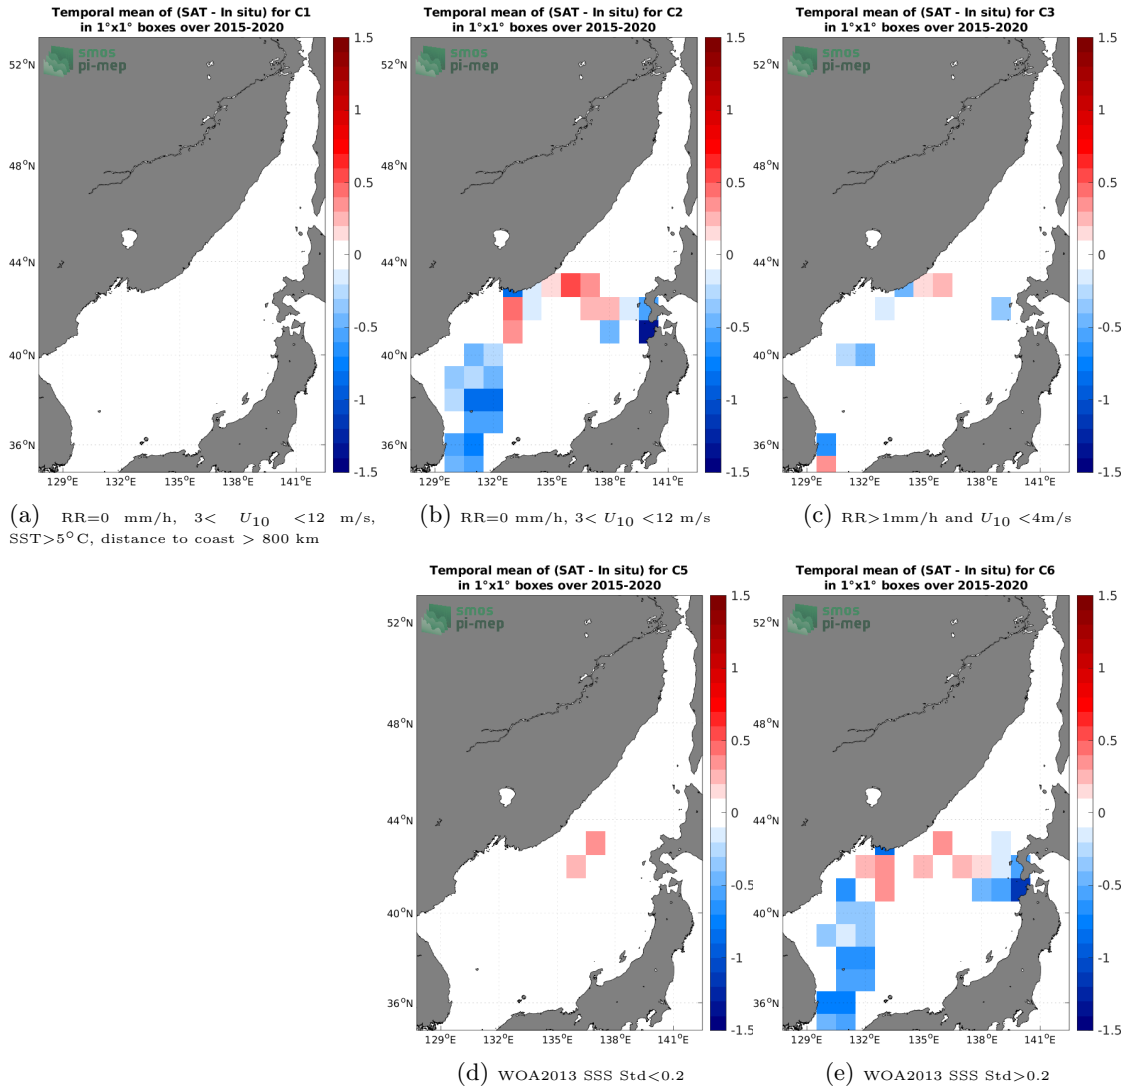 Temporal mean of (SAT - In situ) for C1
in 1°x1° boxes over 2015-2020
smos
pi-mep
52°N
48°N
44°N
40°N
36°N
129°E
132°E
135°E
138°E
141°E
1.5
1
0.5
0
-0.5
-1
-1.5
(a) RR=0 mm/h, 3< U10 <12 m/s,
SST>5°C, distance to coast > 800 km
Temporal mean of (SAT - In situ) for C2
in 1°x1° boxes over 2015-2020
smos
pi-mep
52°N
48°N
44°N
40°N
36°N
129°E
132°E
135°E
138°E
141°E
1.5
1
0.5
0
-0.5
-1
-1.5
(b) RR=0 mm/h, 3< U10 <12 m/s
Temporal mean of (SAT - In situ) for C3
in 1°x1° boxes over 2015-2020
smos
pi-mep
52°N
48°N
44°N
40°N
36°N
129°E
132°E
135°E
138°E
141°E
1.5
1
0.5
0
-0.5
-1
-1.5
(c) RR>1mm/h and U10 <4m/s
Temporal mean of (SAT - In situ) for C5
in 1°x1° boxes over 2015-2020
smos
pi-mep
52°N
48°N
44°N
40°N
36°N
129°E
132°E
135°E
138°E
141°E
1.5
1
0.5
0
-0.5
-1
-1.5
(d) WOA2013 SSS Std<0.2
Temporal mean of (SAT - In situ) for C6
in 1°x1° boxes over 2015-2020
smos
pi-mep
52°N
48°N
44°N
40°N
36°N
129°E
132°E
135°E
138°E
141°E
1.5
1
0.5
0
-0.5
-1
-1.5
(e) WOA2013 SSS Std>0.2